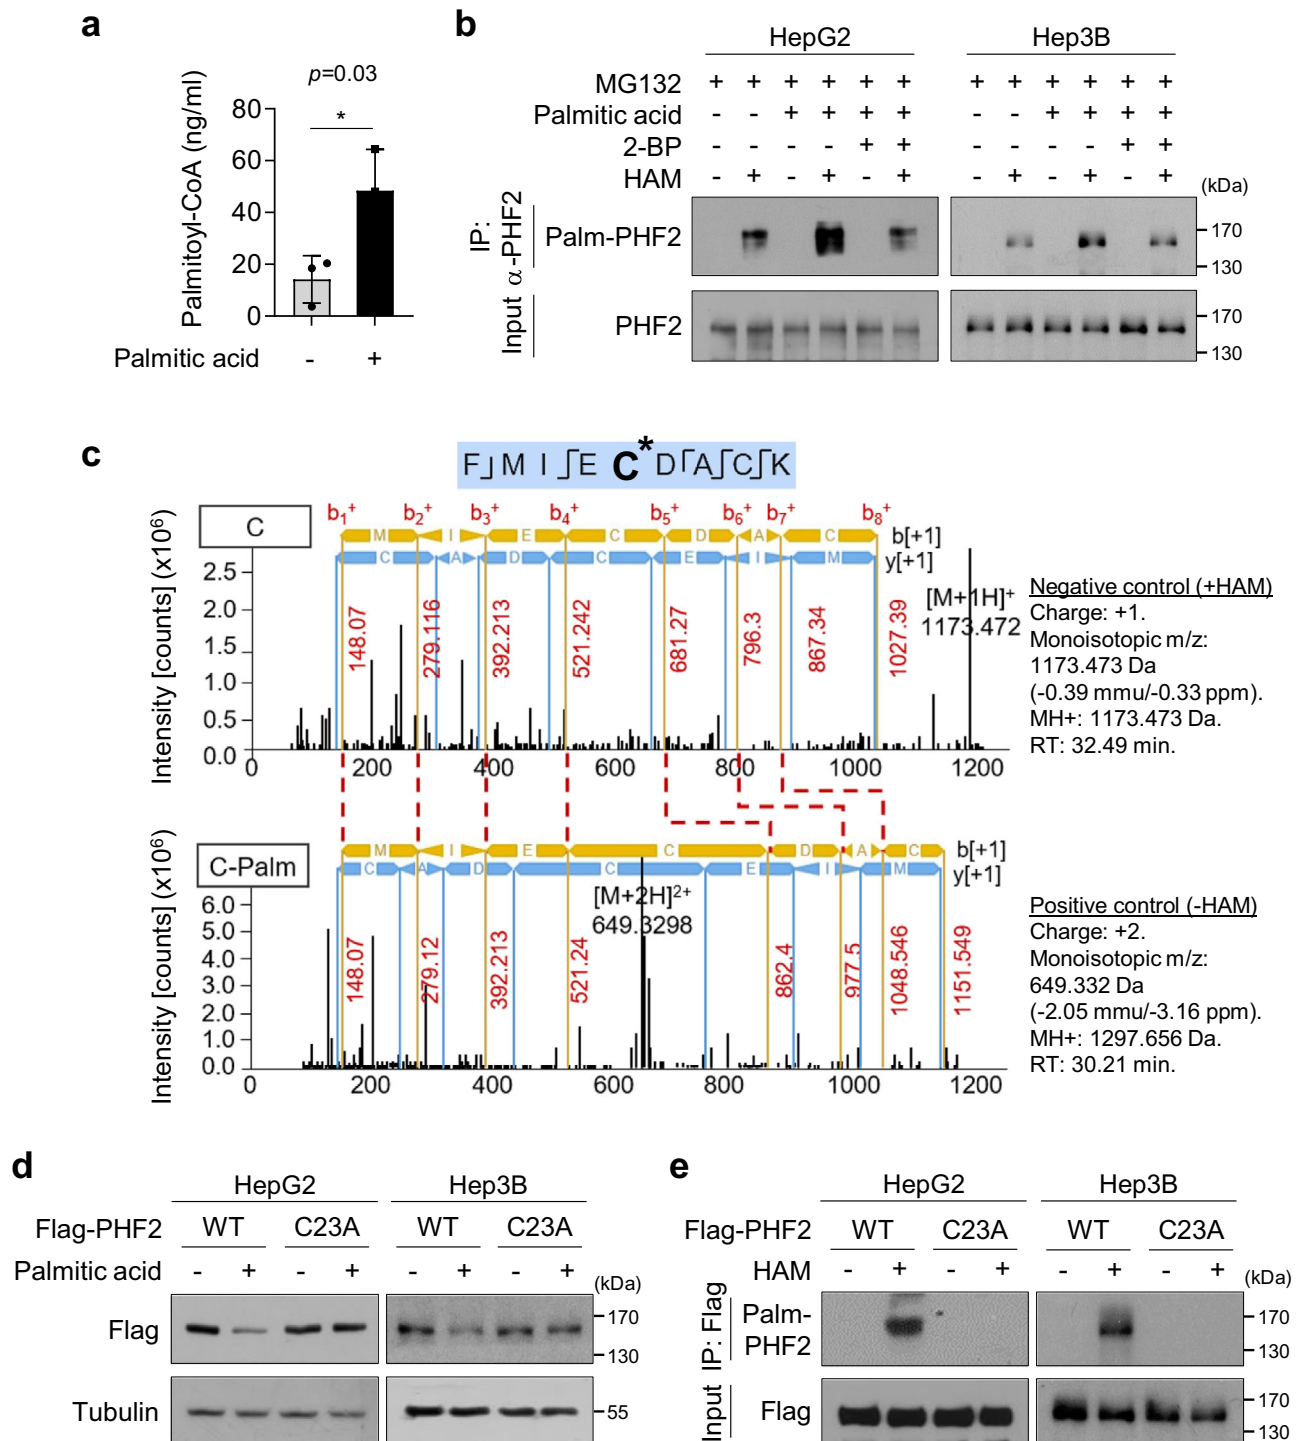 a
p=0.03
*
Palmitoyl-CoA (ng/ml)
80
60
40
20
0
Palmitic acid - +
b
HepG2 Hep3B
MG132 + + + + + + + + + + + +
Palmitic acid - - + + + + - - + + + +
2-BP - - - - + + - - - - + +
HAM - + - + - + - + - + - +
(kDa)
IP: α-PHF2
Palm-PHF2
170
130
Input
PHF2
170
130
c
F M I E C* D A C K
C
b1+ b2+ b3+ b4+ b5+ b6+ b7+ b8+
M I E C D A C b[+1]
C A D C E I M y[+1]
Intensity [counts] (x10⁶)
2.5
2.0
1.5
1.0
0.5
0.0
148.07 279.116 392.213 521.242 681.27 796.3 867.34 1027.39
[M+1H]+
1173.472
0 200 400 600 800 1000 1200
Negative control (+HAM)
Charge: +1.
Monoisotopic m/z:
1173.473 Da
(-0.39 mmu/-0.33 ppm).
MH+: 1173.473 Da.
RT: 32.49 min.
C-Palm
M I E C D A C b[+1]
C A D C E I M y[+1]
Intensity [counts] (x10⁶)
6.0
5.0
4.0
3.0
2.0
1.0
0.0
[M+2H]2+
649.3298
148.07 279.12 392.213 521.24 862.4 977.5 1048.546 1151.549
0 200 400 600 800 1000 1200
Positive control (-HAM)
Charge: +2.
Monoisotopic m/z:
649.332 Da
(-2.05 mmu/-3.16 ppm).
MH+: 1297.656 Da.
RT: 30.21 min.
d
HepG2 Hep3B
Flag-PHF2 WT C23A WT C23A
Palmitic acid - + - + - + - +
(kDa)
Flag
170
130
Tubulin
55
e
HepG2 Hep3B
Flag-PHF2 WT C23A WT C23A
HAM - + - + - + - +
(kDa)
IP: Flag
Palm-
PHF2
170
130
Input
Flag
170
130